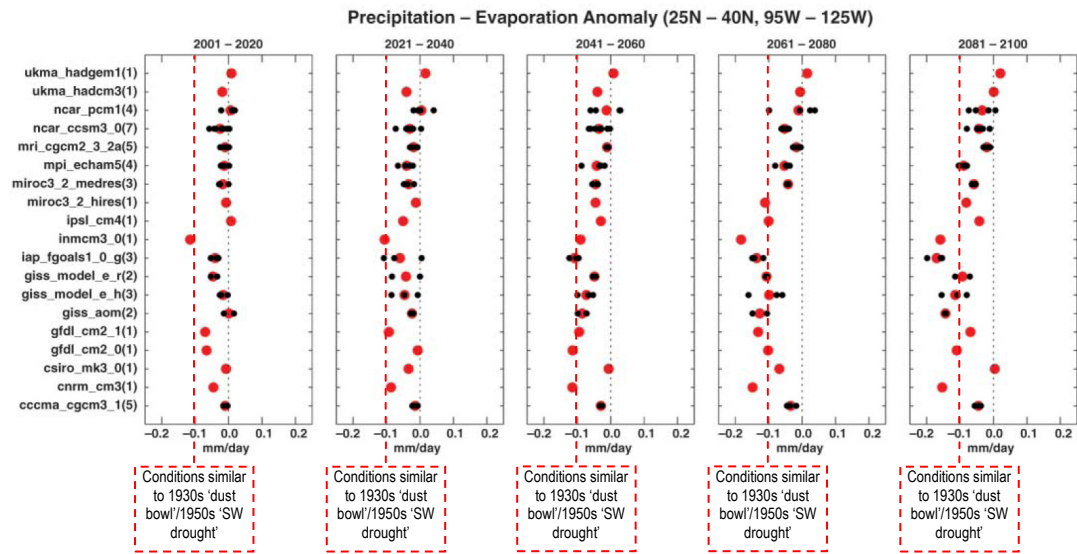 Precipitation – Evaporation Anomaly (25N – 40N, 95W – 125W)
2001 – 2020
2021 – 2040
2041 – 2060
2061 – 2080
2081 – 2100
ukma_hadgem1(1)
ukma_hadcm3(1)
ncar_pcm1(4)
ncar_ccsm3_0(7)
mri_cgcm2_3_2a(5)
mpi_echam5(4)
miroc3_2_medres(3)
miroc3_2_hires(1)
ipsl_cm4(1)
inmcm3_0(1)
iap_fgoals1_0_g(3)
giss_model_e_r(2)
giss_model_e_h(3)
giss_aom(2)
gfdl_cm2_1(1)
gfdl_cm2_0(1)
csiro_mk3_0(1)
cnrm_cm3(1)
cccma_cgcm3_1(5)
−0.2 −0.1 0.0 0.1 0.2
mm/day
−0.2 −0.1 0.0 0.1 0.2
mm/day
−0.2 −0.1 0.0 0.1 0.2
mm/day
−0.2 −0.1 0.0 0.1 0.2
mm/day
−0.2 −0.1 0.0 0.1 0.2
mm/day
Conditions similar
to 1930s ‘dust
bowl’/1950s ‘SW
drought’
Conditions similar
to 1930s ‘dust
bowl’/1950s ‘SW
drought’
Conditions similar
to 1930s ‘dust
bowl’/1950s ‘SW
drought’
Conditions similar
to 1930s ‘dust
bowl’/1950s ‘SW
drought’
Conditions similar
to 1930s ‘dust
bowl’/1950s ‘SW
drought’